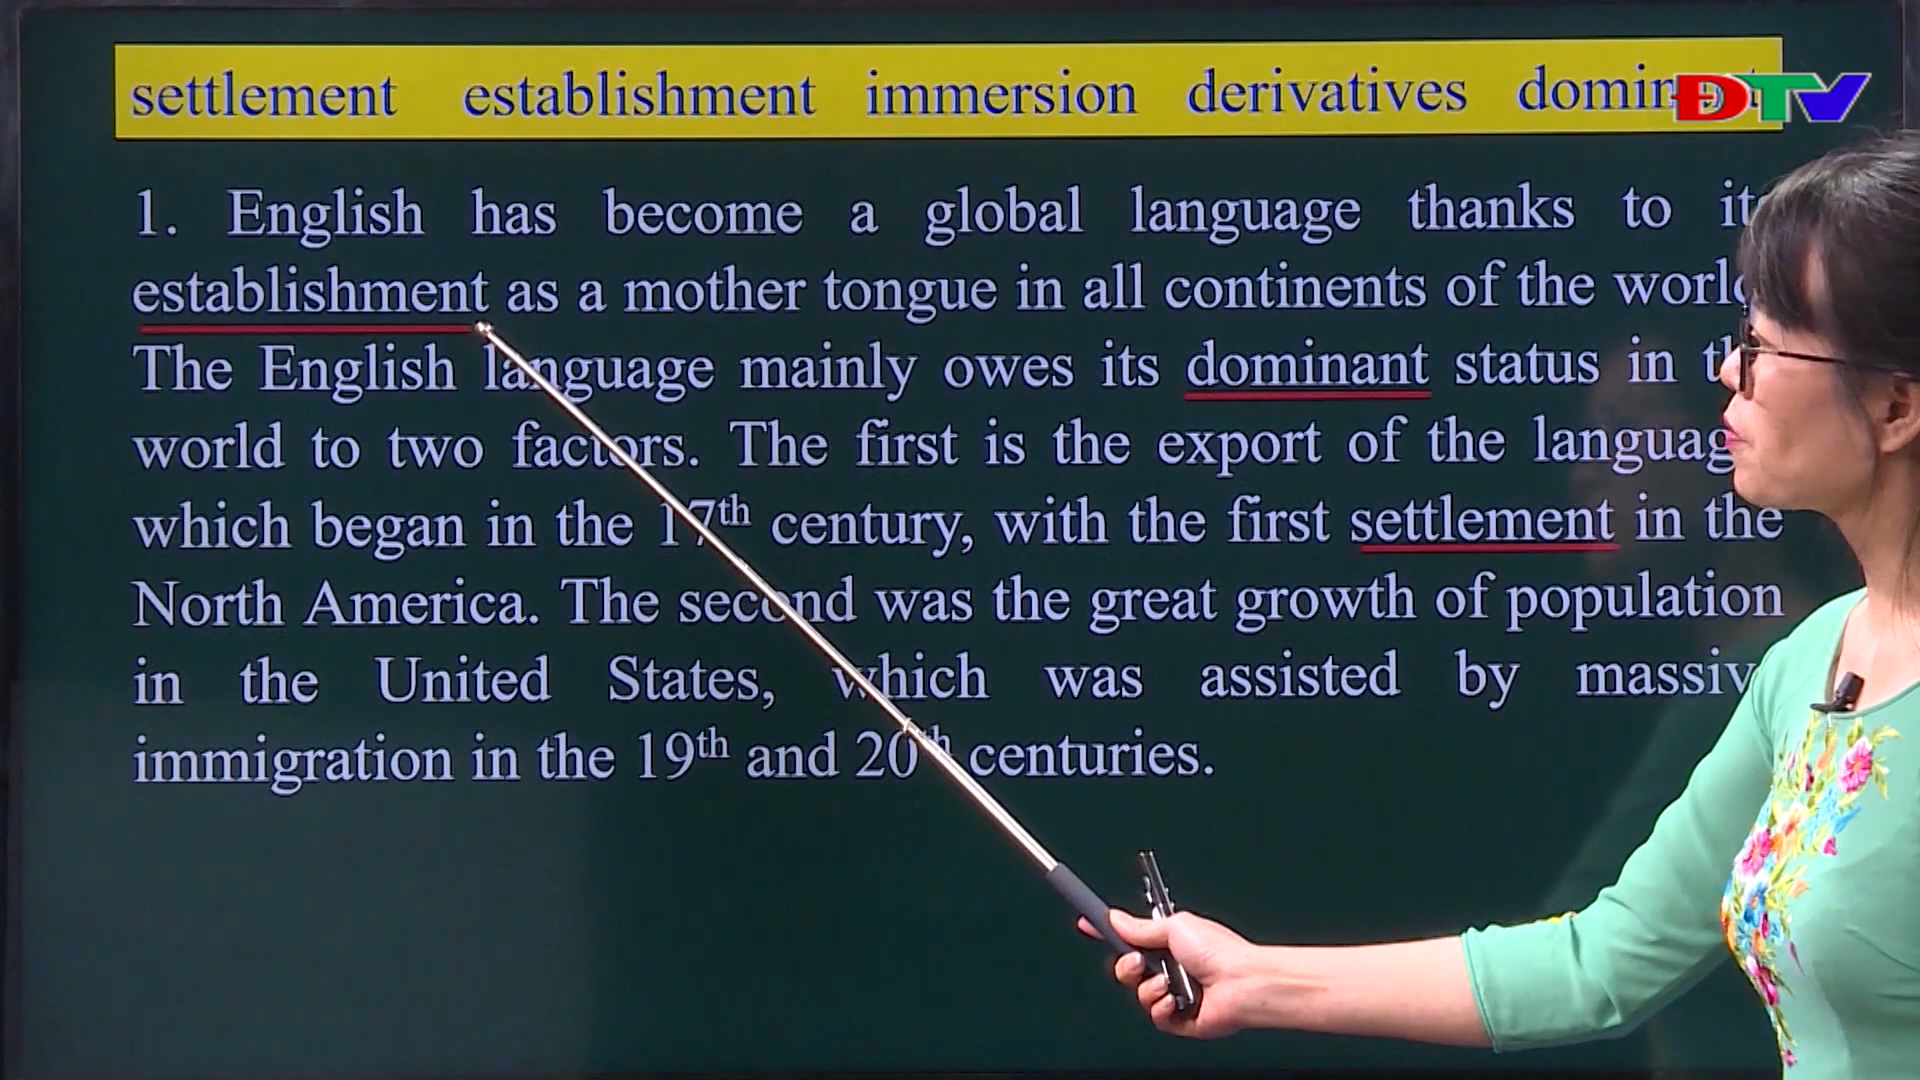 settlement establishment immersion derivatives
ĐTV
1. English has become a global language thanks to
establishment as a mother tongue in all continents of the
The English language mainly owes its dominant status in
world to two factors. The first is the export of the
which began in the 17th century, with the first settlement in the
North America. The second was the great growth of population
in the United States, which was assisted by
immigration in the 19th and 20th centuries.